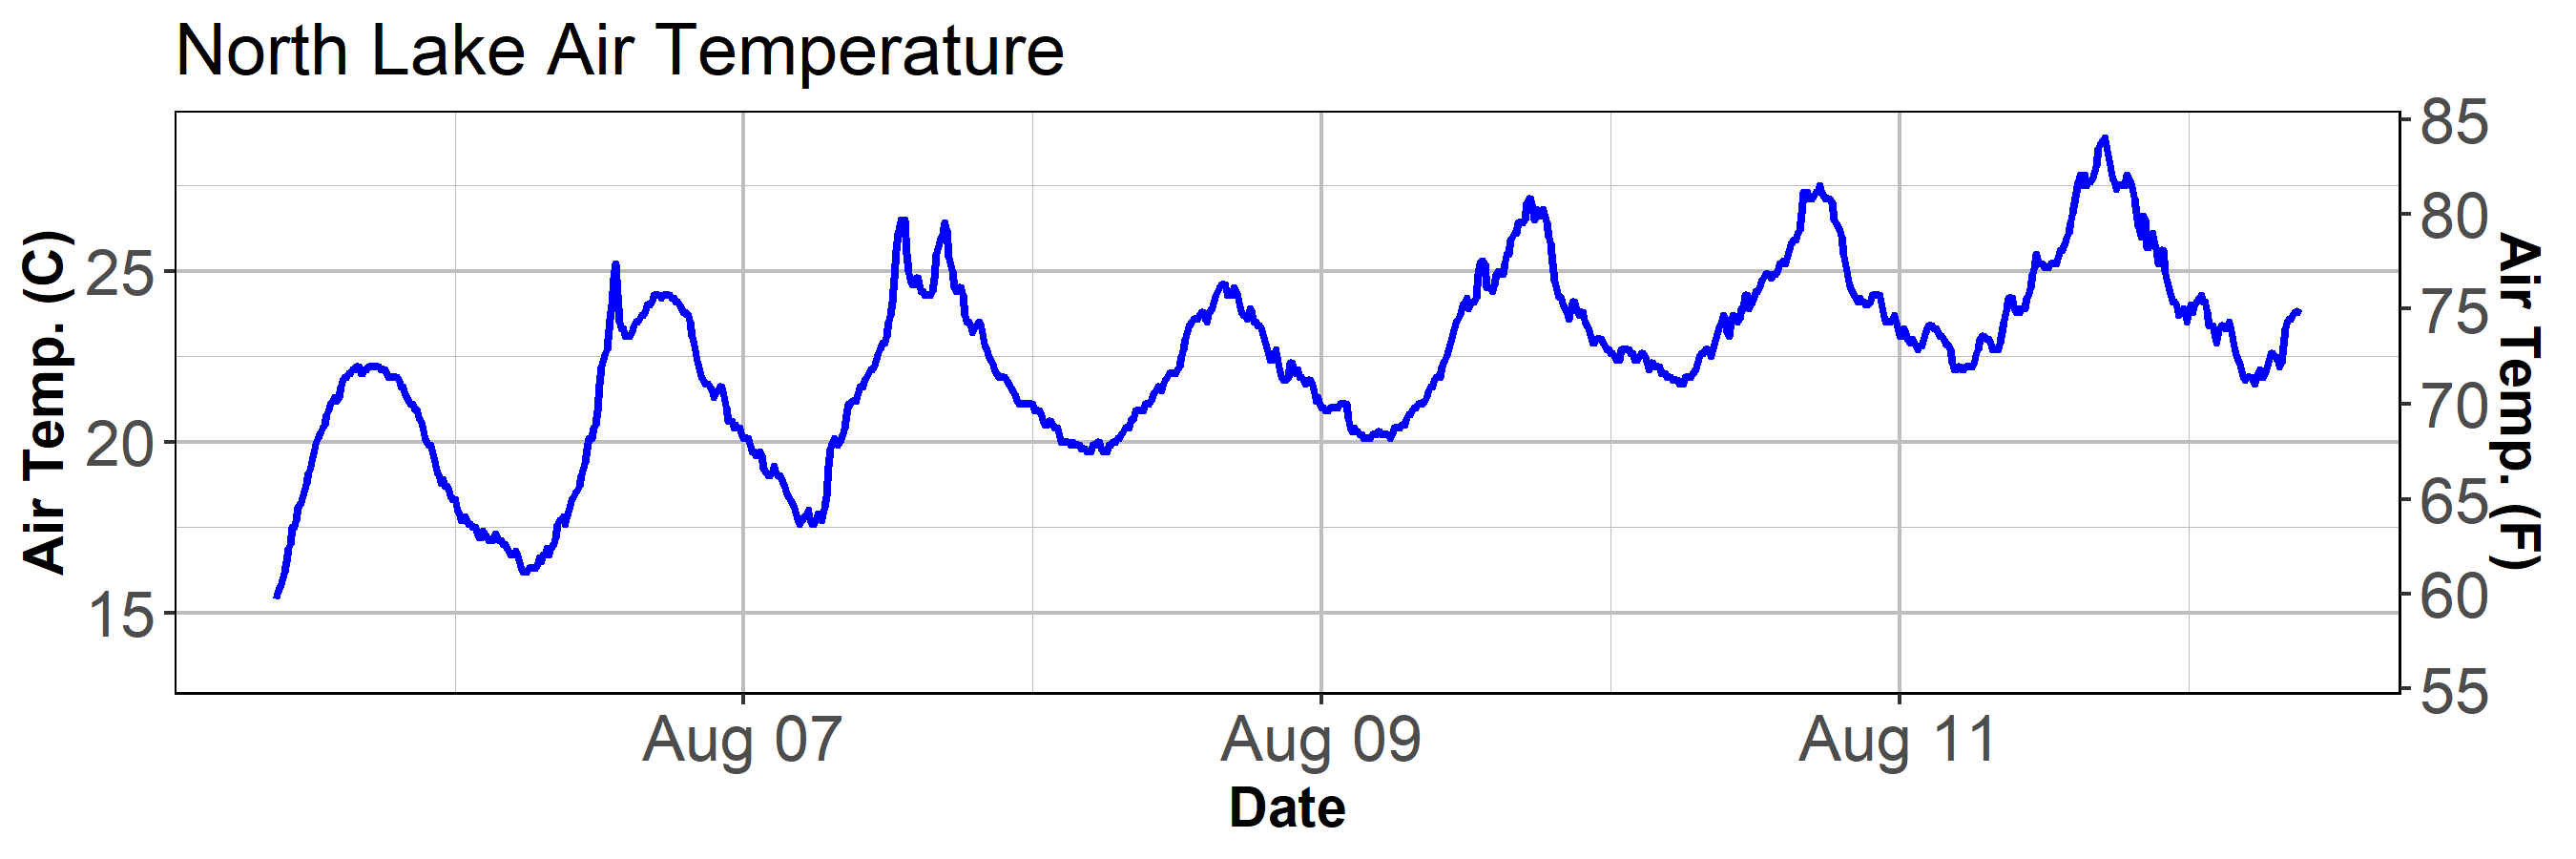 North Lake Air Temperature
Air Temp. (C)
25
20
15
85
80
75
70
65
60
55
Air Temp. (F)
Aug 07
Aug 09
Aug 11
Date